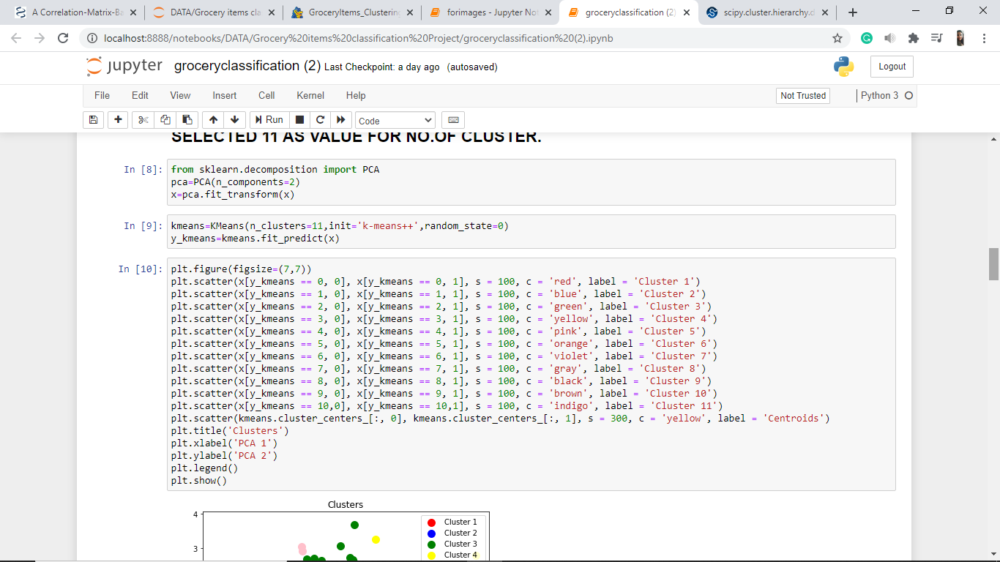 A Correlation-Matrix-Ba
DATA/Grocery items cla
GroceryItems_Clustering
forimages - Jupyter Not
groceryclassification (2)
scipy.cluster.hierarchy.d
localhost:8888/notebooks/DATA/Grocery%20items%20classification%20Project/groceryclassification%20(2).ipynb
jupyter groceryclassification (2) Last Checkpoint: a day ago (autosaved)
Logout
File Edit View Insert Cell Kernel Help
Not Trusted
Python 3
Run
Code
SELECTED 11 AS VALUE FOR NO.OF CLUSTER.
In [8]: from sklearn.decomposition import PCA
pca=PCA(n_components=2)
x=pca.fit_transform(x)
In [9]: kmeans=KMeans(n_clusters=11,init='k-means++',random_state=0)
y_kmeans=kmeans.fit_predict(x)
In [10]: plt.figure(figsize=(7,7))
plt.scatter(x[y_kmeans == 0, 0], x[y_kmeans == 0, 1], s = 100, c = 'red', label = 'Cluster 1')
plt.scatter(x[y_kmeans == 1, 0], x[y_kmeans == 1, 1], s = 100, c = 'blue', label = 'Cluster 2')
plt.scatter(x[y_kmeans == 2, 0], x[y_kmeans == 2, 1], s = 100, c = 'green', label = 'Cluster 3')
plt.scatter(x[y_kmeans == 3, 0], x[y_kmeans == 3, 1], s = 100, c = 'yellow', label = 'Cluster 4')
plt.scatter(x[y_kmeans == 4, 0], x[y_kmeans == 4, 1], s = 100, c = 'pink', label = 'Cluster 5')
plt.scatter(x[y_kmeans == 5, 0], x[y_kmeans == 5, 1], s = 100, c = 'orange', label = 'Cluster 6')
plt.scatter(x[y_kmeans == 6, 0], x[y_kmeans == 6, 1], s = 100, c = 'violet', label = 'Cluster 7')
plt.scatter(x[y_kmeans == 7, 0], x[y_kmeans == 7, 1], s = 100, c = 'gray', label = 'Cluster 8')
plt.scatter(x[y_kmeans == 8, 0], x[y_kmeans == 8, 1], s = 100, c = 'black', label = 'Cluster 9')
plt.scatter(x[y_kmeans == 9, 0], x[y_kmeans == 9, 1], s = 100, c = 'brown', label = 'Cluster 10')
plt.scatter(x[y_kmeans == 10,0], x[y_kmeans == 10,1], s = 100, c = 'indigo', label = 'Cluster 11')
plt.scatter(kmeans.cluster_centers_[:, 0], kmeans.cluster_centers_[:, 1], s = 300, c = 'yellow', label = 'Centroids')
plt.title('Clusters')
plt.xlabel('PCA 1')
plt.ylabel('PCA 2')
plt.legend()
plt.show()
Clusters
4
3
Cluster 1
Cluster 2
Cluster 3
Cluster 4